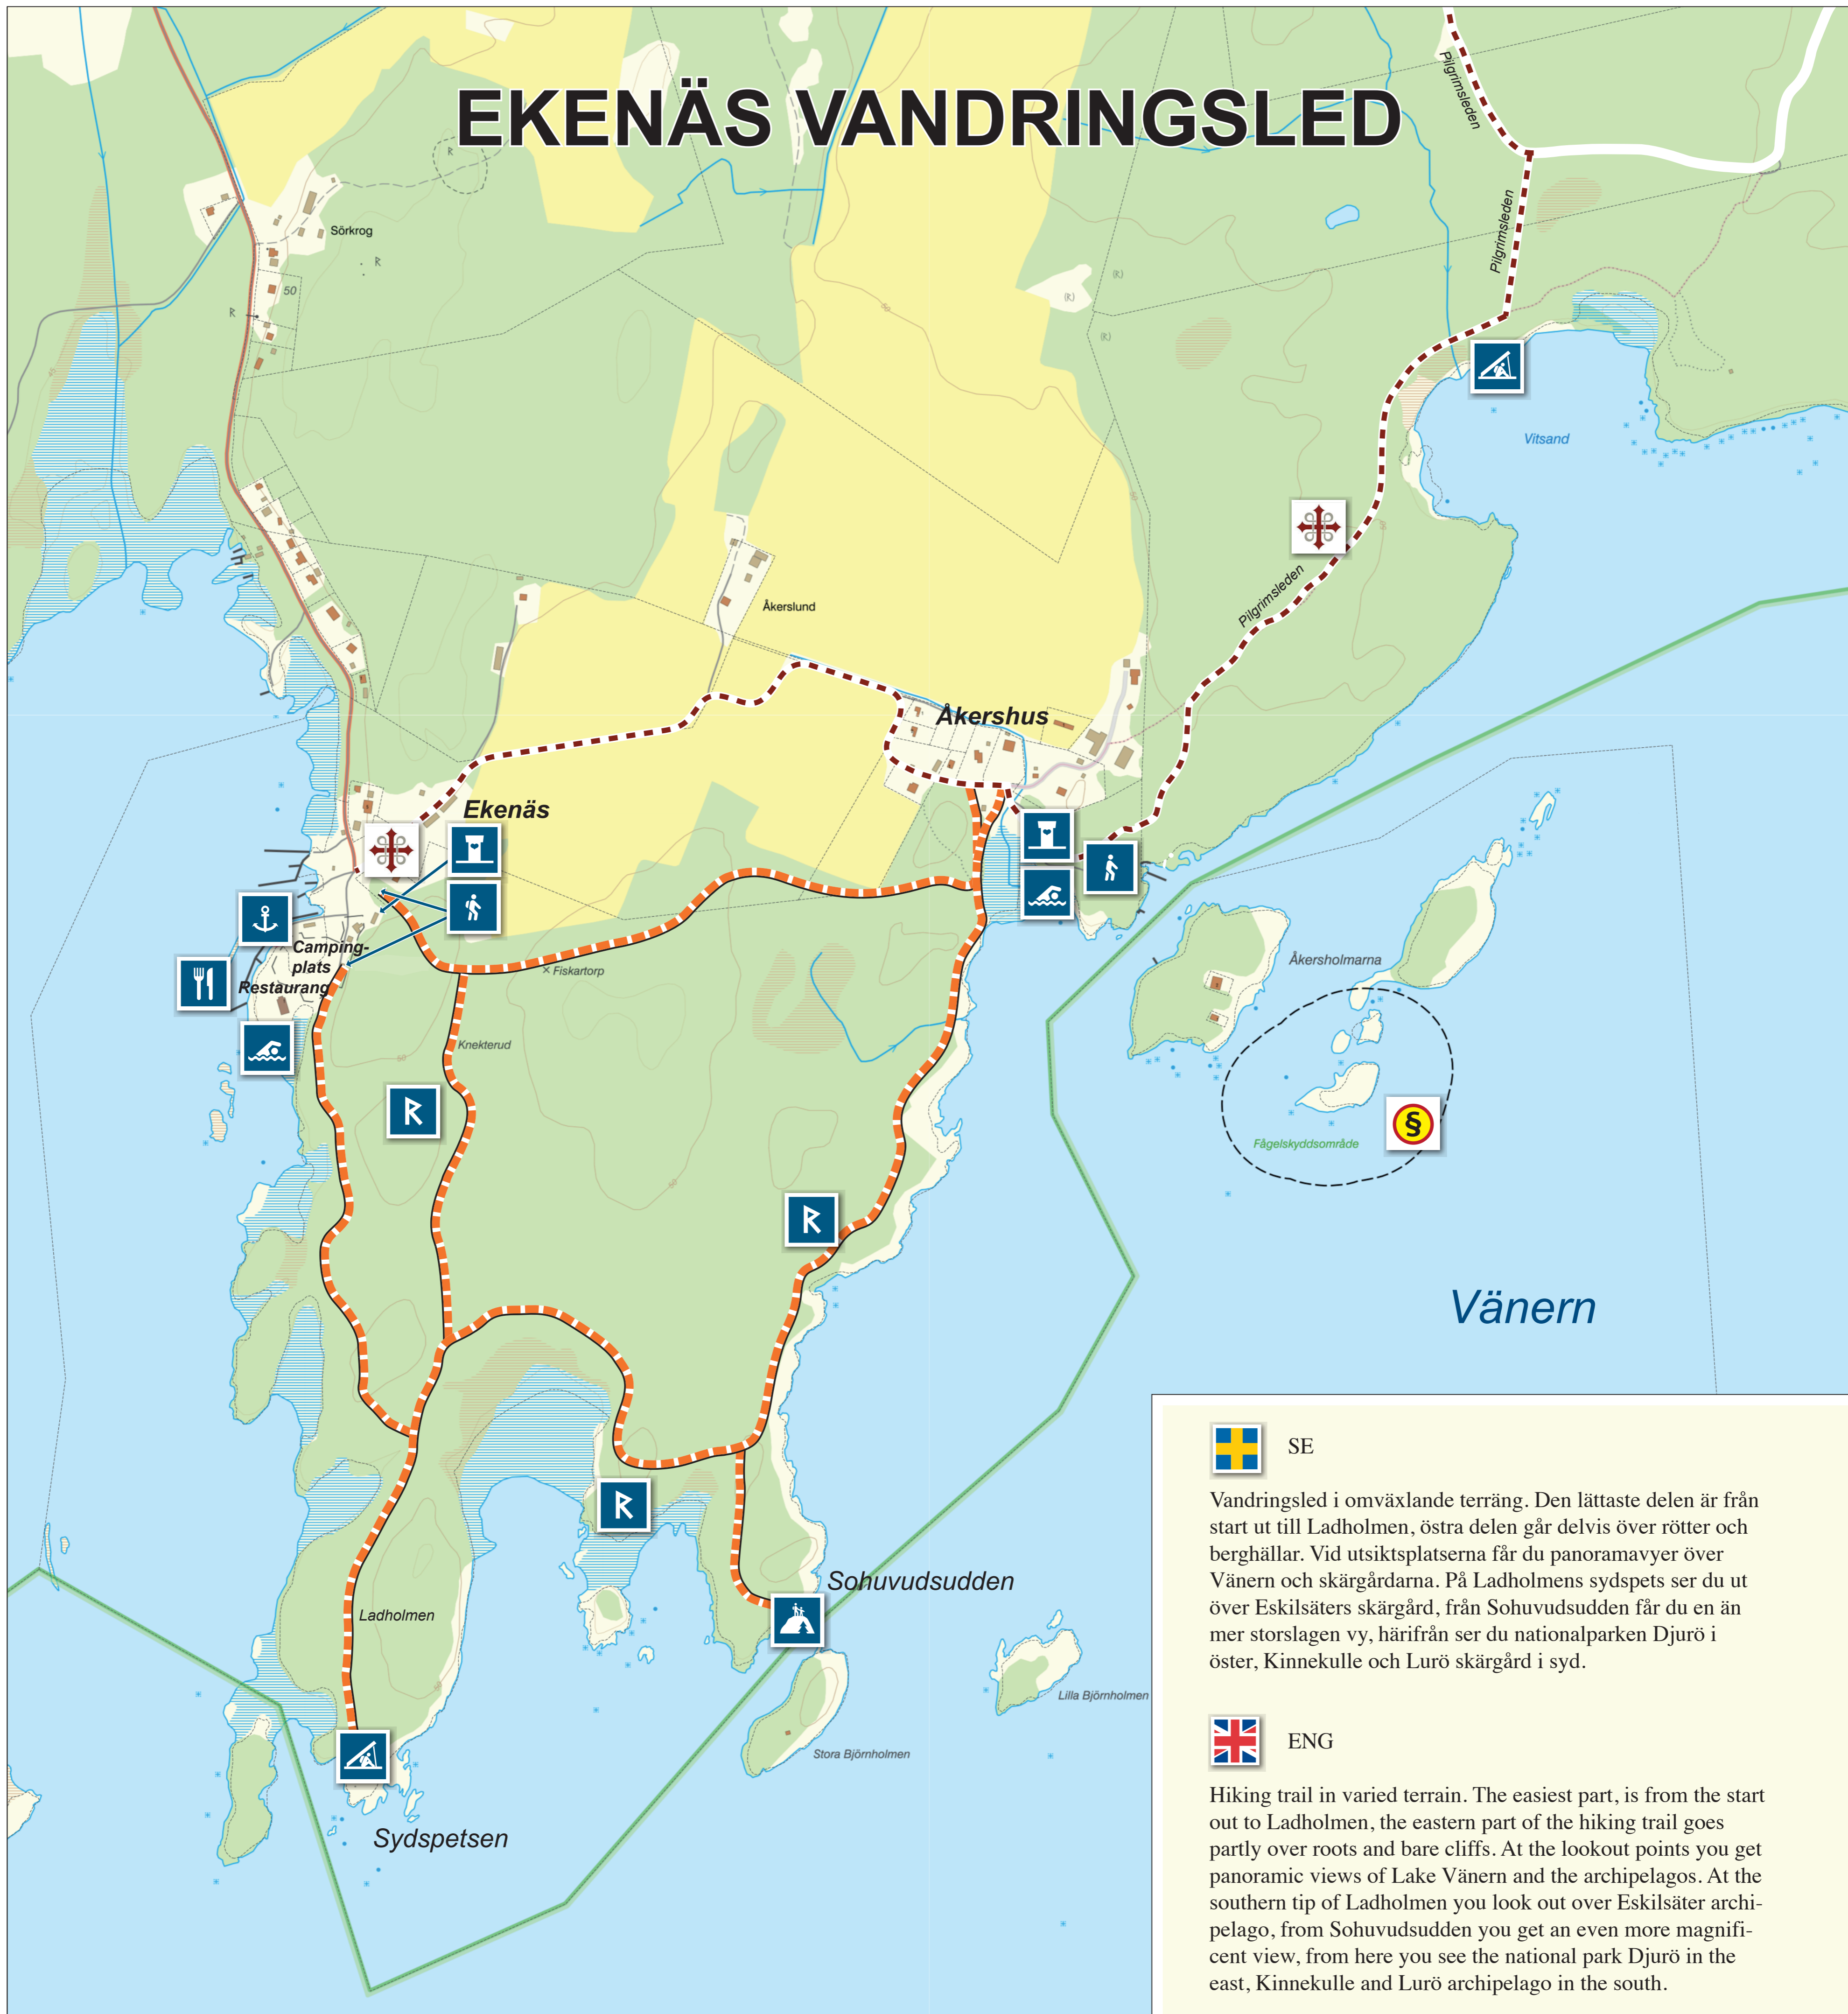 EKENÄS VANDRINGSLED
Pilgrimsleden
Pilgrimsleden
R
Sörkrog
R
(R)
(R)
50
R
50
(R)
45
Vitsand
50
50
Pilgrimsleden
Åkerslund
Åkershus
Ekenäs
Camping-
plats
Restaurang
Fiskartorp
Åkersholmarna
Knekterud
50
R
§
Fågelskyddsområde
R
Vänern
R
Sohuvudsudden
Ladholmen
Lilla Björnholmen
Stora Björnholmen
Sydspetsen
SE
Vandringsled i omväxlande terräng. Den lättaste delen är från
start ut till Ladholmen, östra delen går delvis över rötter och
berghällar. Vid utsiktsplatserna får du panoramavyer över
Vänern och skärgårdarna. På Ladholmens sydspets ser du ut
över Eskilsäters skärgård, från Sohuvudsudden får du en än
mer storslagen vy, härifrån ser du nationalparken Djurö i
öster, Kinnekulle och Lurö skärgård i syd.
ENG
Hiking trail in varied terrain. The easiest part, is from the start
out to Ladholmen, the eastern part of the hiking trail goes
partly over roots and bare cliffs. At the lookout points you get
panoramic views of Lake Vänern and the archipelagos. At the
southern tip of Ladholmen you look out over Eskilsäter archi-
pelago, from Sohuvudsudden you get an even more magnifi-
cent view, from here you see the national park Djurö in the
east, Kinnekulle and Lurö archipelago in the south.